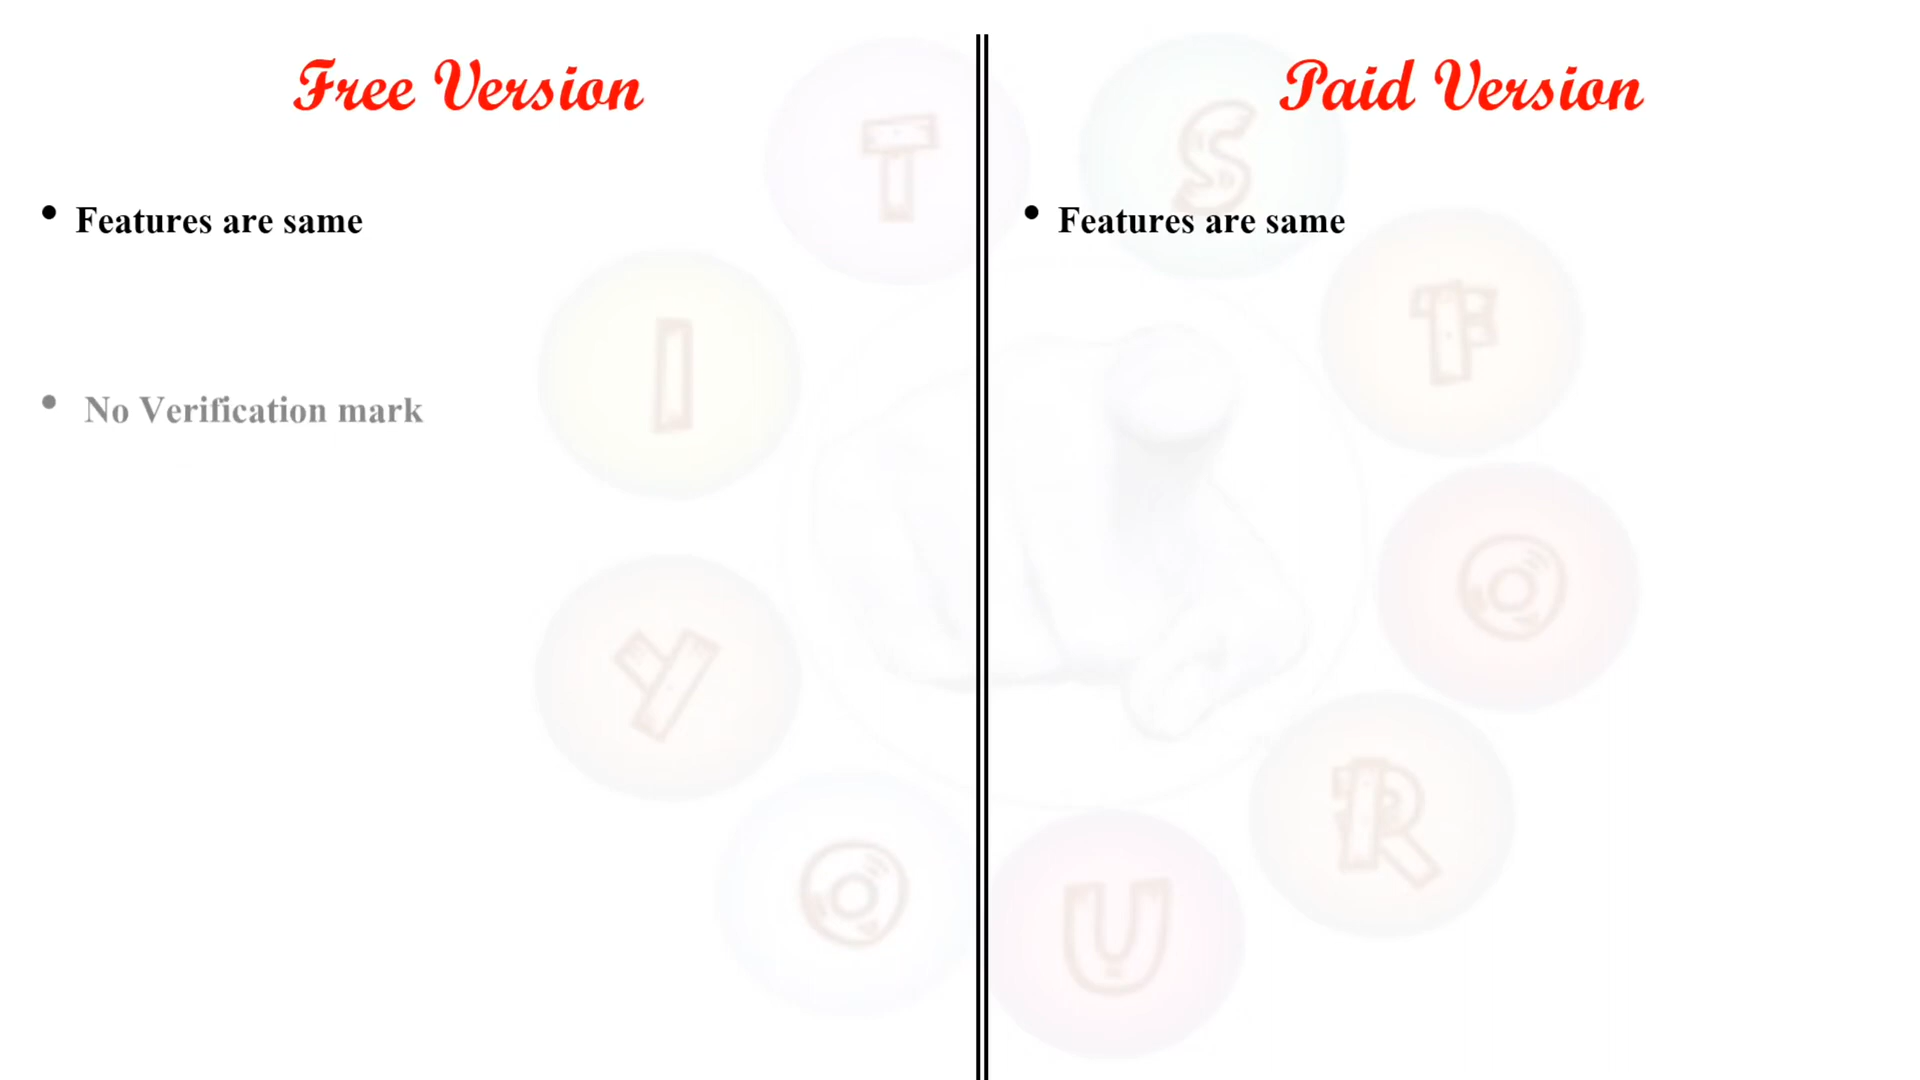 Free Version
• Features are same
• No Verification mark
Paid Version
• Features are same
T
S
I
F
O
Y
R
O
U